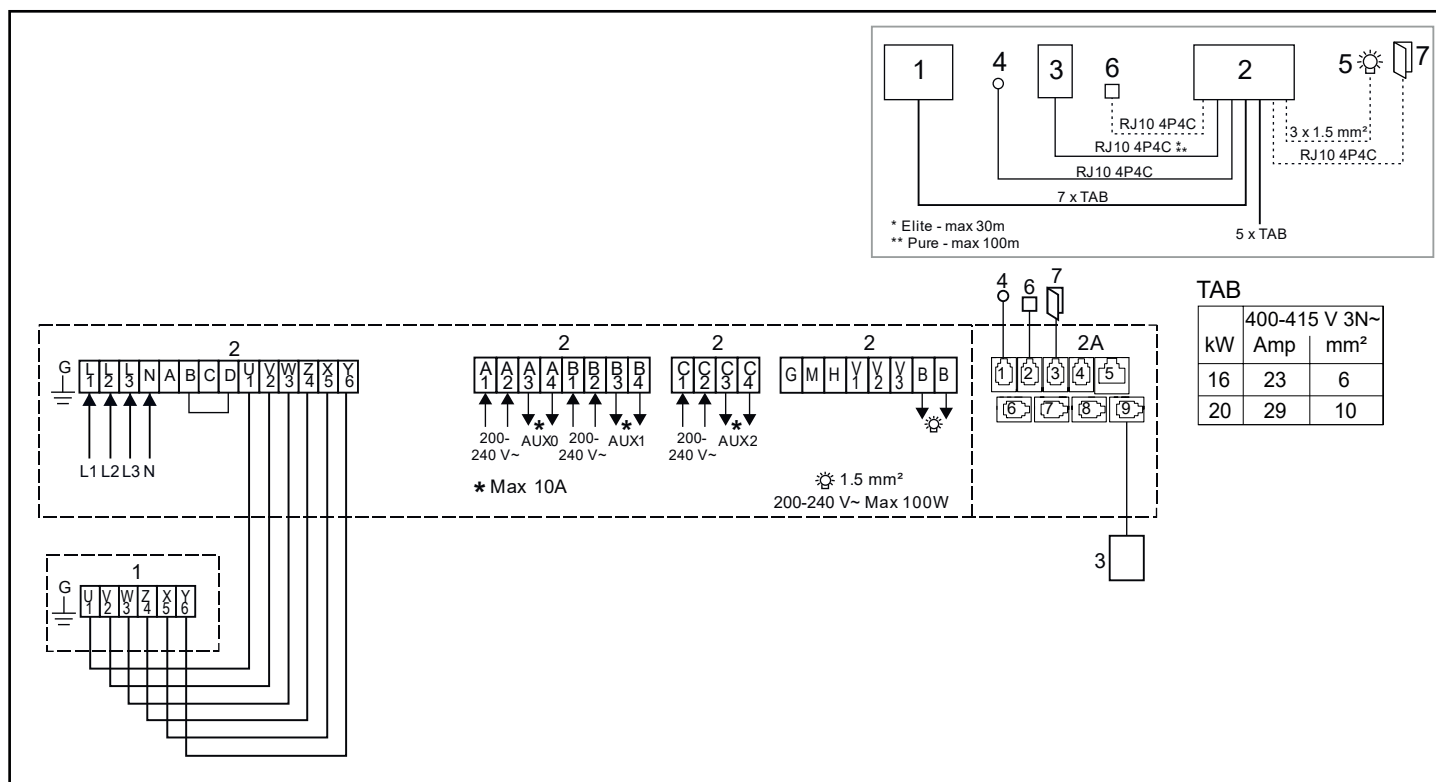 1
4
3
6
2
5
7
RJ10 4P4C
3 x 1.5 mm²
RJ10 4P4C * **
RJ10 4P4C
RJ10 4P4C
7 x TAB
5 x TAB
* Elite - max 30m
** Pure - max 100m
4
6
7
TAB
400-415 V 3N~
kW Amp mm²
16 23 6
20 29 10
2
2
2
2
2A
G
L1 L2 L3 N A B C D U1 V2 W3 Z4 X5 Y6
A1 A2 A3 A4 B1 B2 B3 B4
C1 C2 C3 C4
G M H V1 V2 V3 B B
1 2 3 4 5
6 7 8 9
L1 L2 L3 N
200-240 V~
* AUX0
200-240 V~
* AUX1
200-240 V~
* AUX2
* Max 10A
1.5 mm²
200-240 V~ Max 100W
3
1
G
U1 V2 W3 Z4 X5 Y6